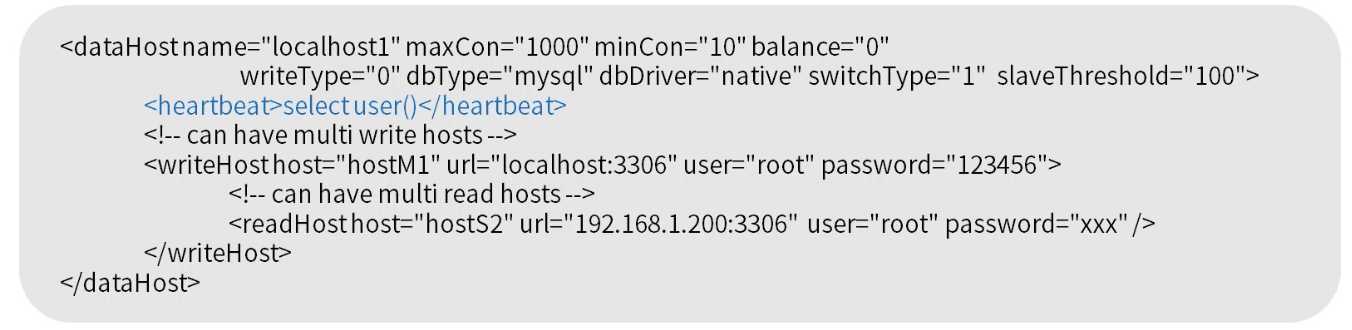 <dataHost name="localhost1" maxCon="1000" minCon="10" balance="0"
writeType="0" dbType="mysql" dbDriver="native" switchType="1" slaveThreshold="100">
<heartbeat>select user()</heartbeat>
<!-- can have multi write hosts -->
<writeHost host="hostM1" url="localhost:3306" user="root" password="123456">
<!-- can have multi read hosts -->
<readHost host="hostS2" url="192.168.1.200:3306" user="root" password="xxx" />
</writeHost>
</dataHost>